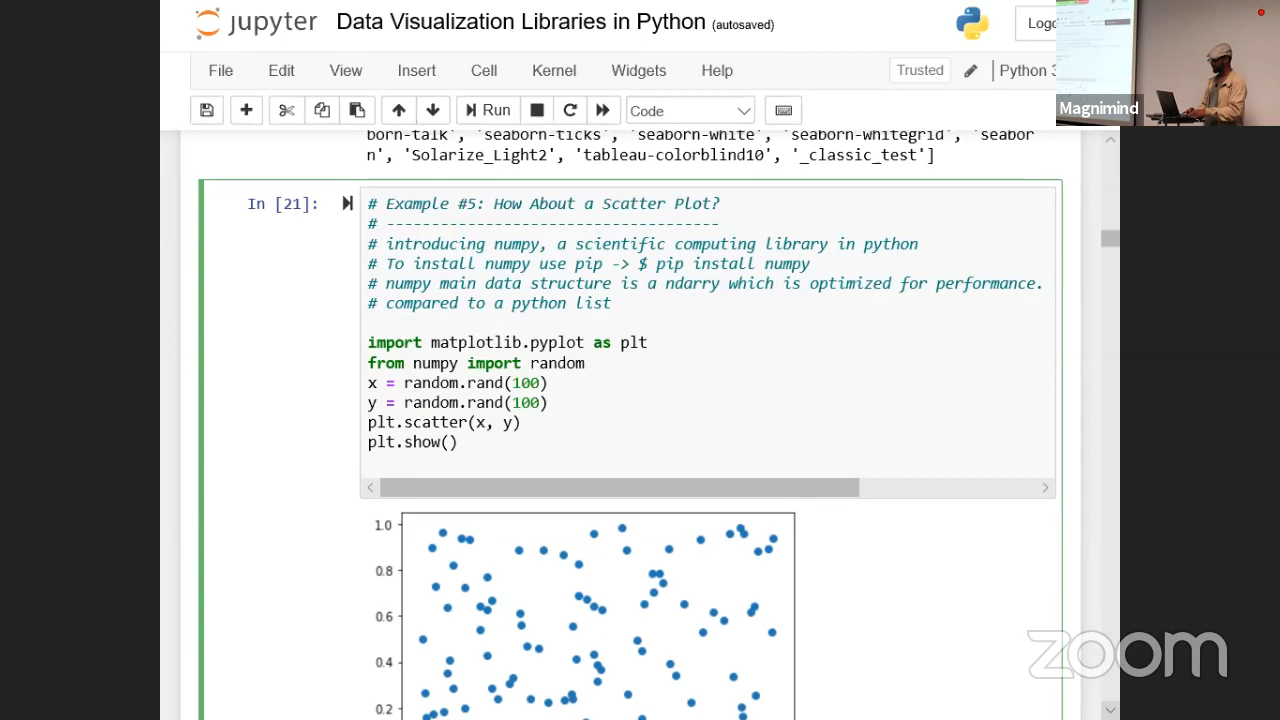 jupyter Data Visualization Libraries in Python (autosaved)
File Edit View Insert Cell Kernel Widgets Help Trusted Python 3
Run Code
Magnimind
born-talk', 'seaborn-ticks', 'seaborn-white', 'seaborn-whitegrid', 'seabor
n', 'Solarize_Light2', 'tableau-colorblind10', '_classic_test']
In [21]:
# Example #5: How About a Scatter Plot?
# -------------------------------------
# introducing numpy, a scientific computing library in python
# To install numpy use pip -> $ pip install numpy
# numpy main data structure is a ndarry which is optimized for performance.
# compared to a python list
import matplotlib.pyplot as plt
from numpy import random
x = random.rand(100)
y = random.rand(100)
plt.scatter(x, y)
plt.show()
1.0
0.8
0.6
0.4
0.2
zoom